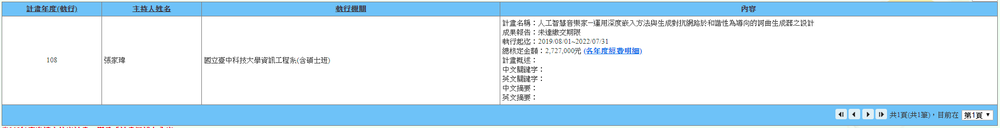 計畫年度(執行) 主持人姓名 執行機關 內容
108 張家瑋 國立臺中科技大學資訊工程系(含碩士班)
計畫名稱：人工智慧音樂家─運用深度嵌入方法與生成對抗網路於和諧性為導向的詞曲生成器之設計
成果報告：未達繳交期限
執行起迄：2019/08/01~2022/07/31
總核定金額：2,727,000元 (各年度經費明細)
計畫概述：
中文關鍵字：
英文關鍵字：
中文摘要：
英文摘要：
共1頁(共1筆)，目前在 第1頁